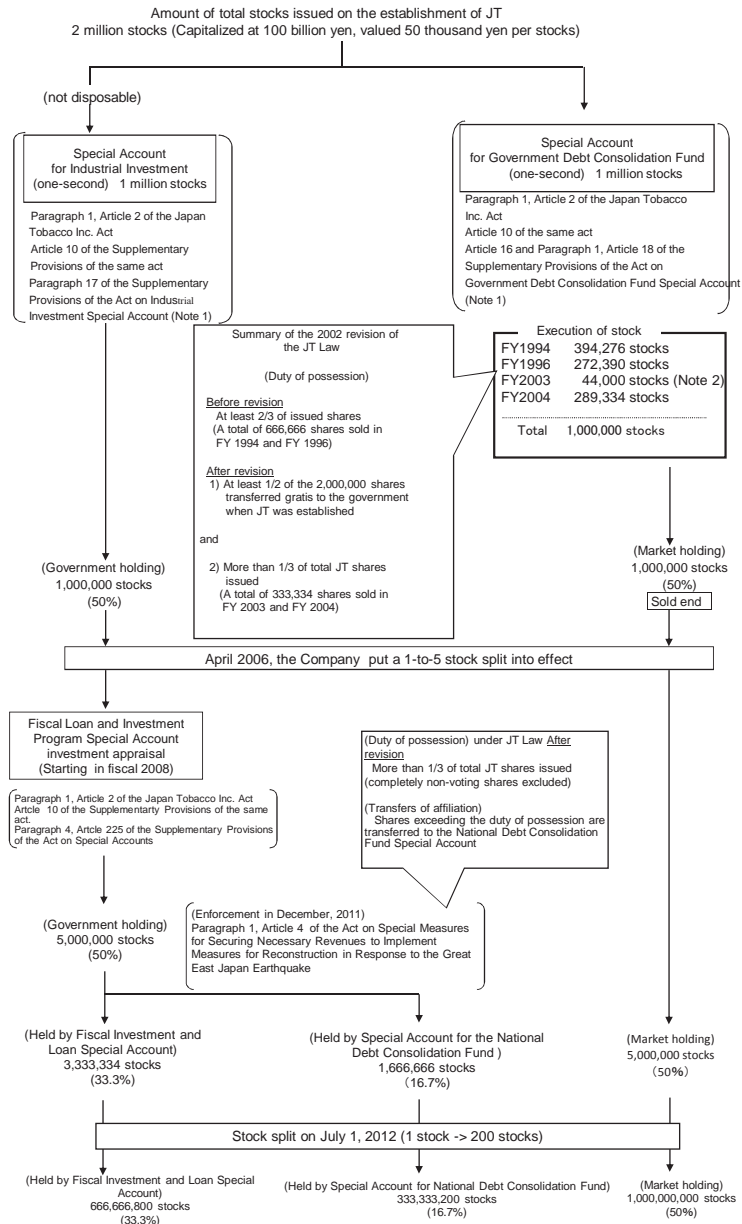 Amount of total stocks issued on the establishment of JT
2 million stocks (Capitalized at 100 billion yen, valued 50 thousand yen per stocks)
(not disposable)
Special Account
for Industrial Investment
(one-second) 1 million stocks
Paragraph 1, Article 2 of the Japan
Tobacco Inc. Act
Article 10 of the Supplementary
Provisions of the same act
Paragraph 17 of the Supplementary
Provisions of the Act on Industrial
Investment Special Account (Note 1)
Special Account
for Government Debt Consolidation Fund
(one-second) 1 million stocks
Paragraph 1, Article 2 of the Japan Tobacco
Inc. Act
Article 10 of the same act
Article 16 and Paragraph 1, Article 18 of the
Supplementary Provisions of the Act on
Government Debt Consolidation Fund Special Account
(Note 1)
Summary of the 2002 revision of
the JT Law
(Duty of possession)
Before revision
At least 2/3 of issued shares
(A total of 666,666 shares sold in
FY 1994 and FY 1996)
After revision
1) At least 1/2 of the 2,000,000 shares
transferred gratis to the government
when JT was established
and
2) More than 1/3 of total JT shares
issued
(A total of 333,334 shares sold in
FY 2003 and FY 2004)
Execution of stock
FY1994 394,276 stocks
FY1996 272,390 stocks
FY2003 44,000 stocks (Note 2)
FY2004 289,334 stocks
Total 1,000,000 stocks
(Government holding)
1,000,000 stocks
(50%)
(Market holding)
1,000,000 stocks
(50%)
Sold end
April 2006, the Company put a 1-to-5 stock split into effect
Fiscal Loan and Investment
Program Special Account
investment appraisal
(Starting in fiscal 2008)
Paragraph 1, Article 2 of the Japan Tobacco Inc. Act
Artcle 10 of the Supplementarty Provisions of the same
act.
Paragraph 4, Artcle 225 of the Supplementary Provisions
of the Act on Special Accounts
(Duty of possession) under JT Law After
revision
More than 1/3 of total JT shares issued
(completely non-voting shares excluded)
(Transfers of affiliation)
Shares exceeding the duty of possession are
transferred to the National Debt Consolidation
Fund Special Account
(Government holding)
5,000,000 stocks
(50%)
(Enforcement in December, 2011)
Paragraph 1, Article 4 of the Act on Special Measures
for Securing Necessary Revenues to Implement
Measures for Reconstruction in Response to the Great
East Japan Earthquake
(Held by Fiscal Investment and
Loan Special Account)
3,333,334 stocks
(33.3%)
(Held by Special Account for the National
Debt Consolidation Fund )
1,666,666 stocks
(16.7%)
(Market holding)
5,000,000 stocks
(50%)
Stock split on July 1, 2012 (1 stock -> 200 stocks)
(Held by Fiscal Investment and Loan Special
Account)
666,666,800 stocks
(33.3%)
(Held by Special Account for National Debt Consolidation Fund)
333,333,200 stocks
(16.7%)
(Market holding)
1,000,000,000 stocks
(50%)